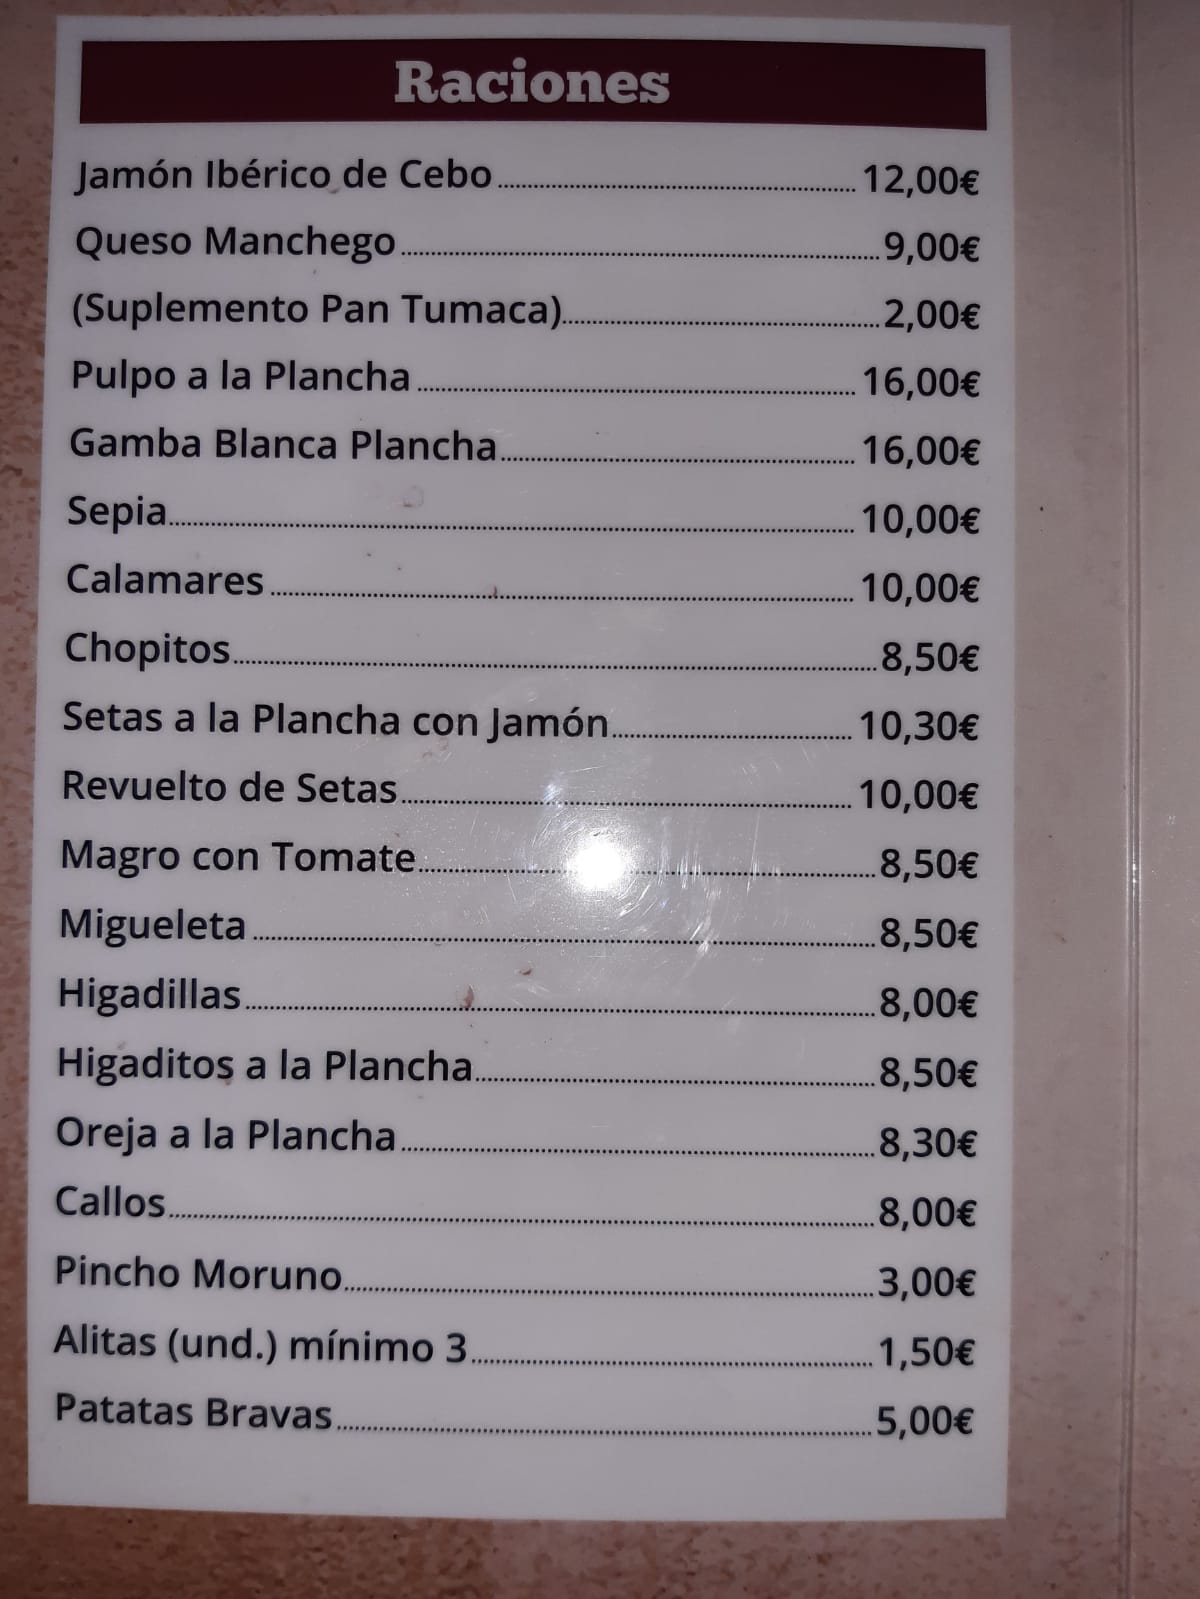 Raciones
Jamón Ibérico de Cebo 12,00€
Queso Manchego 9,00€
(Suplemento Pan Tumaca) 2,00€
Pulpo a la Plancha 16,00€
Gamba Blanca Plancha 16,00€
Sepia 10,00€
Calamares 10,00€
Chopitos 8,50€
Setas a la Plancha con Jamón 10,30€
Revuelto de Setas 10,00€
Magro con Tomate 8,50€
Migueleta 8,50€
Higadillas 8,00€
Higaditos a la Plancha 8,50€
Oreja a la Plancha 8,30€
Callos 8,00€
Pincho Moruno 3,00€
Alitas (und.) mínimo 3 1,50€
Patatas Bravas 5,00€